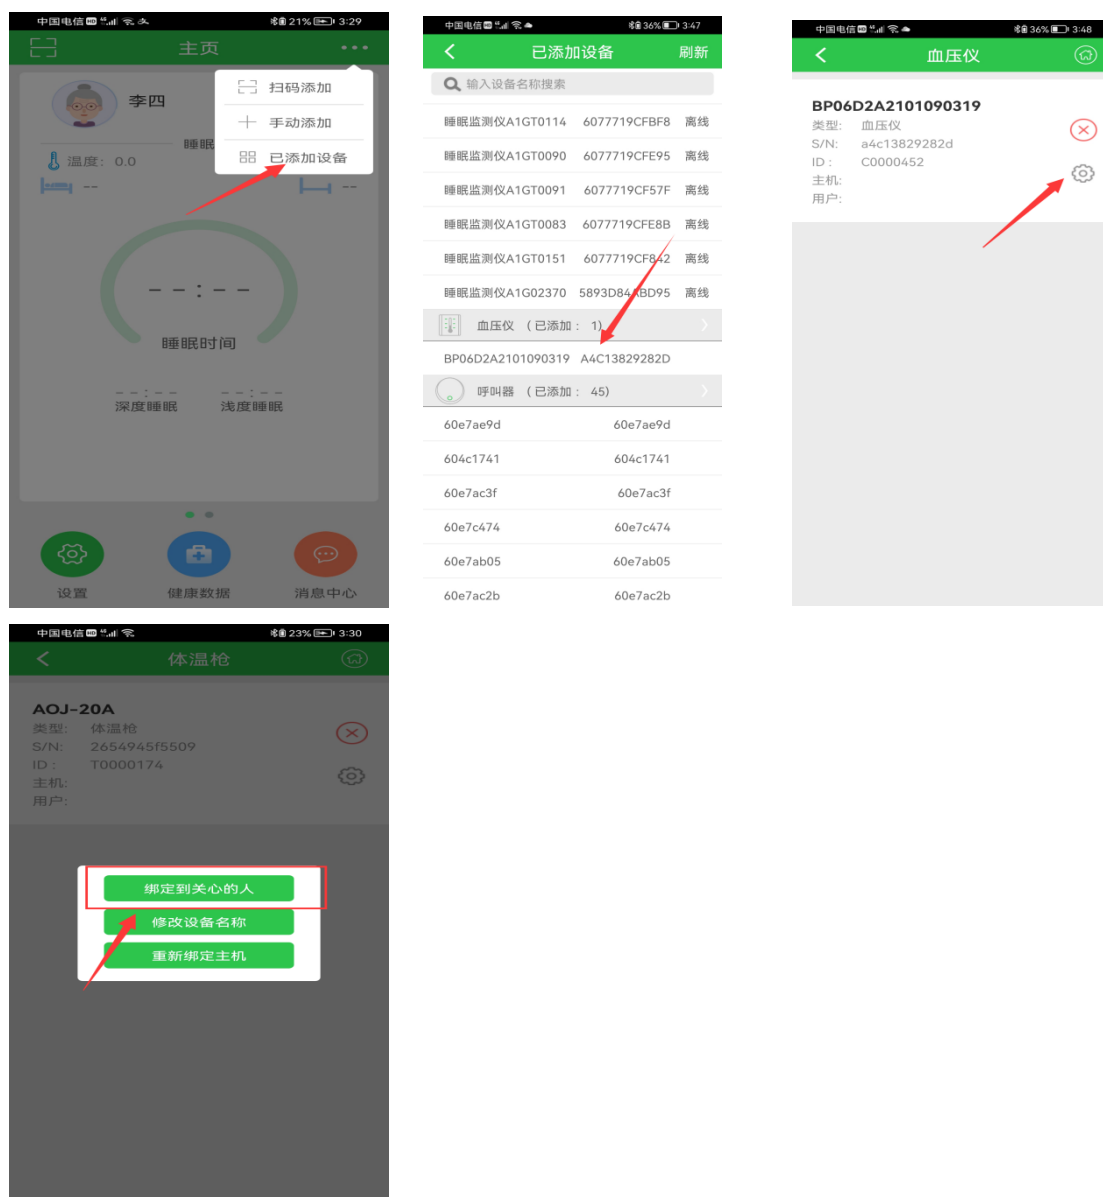 中国电信 HD 21% 3:29
主页
李四
扫码添加
手动添加
已添加设备
睡眠
温度: 0.0
-- --
--:--
睡眠时间
--:-- --:--
深度睡眠 浅度睡眠
设置 健康数据 消息中心
中国电信 HD 36% 3:47
已添加设备 刷新
输入设备名称搜索
睡眠监测仪A1GT0114 6077719CFBF8 离线
睡眠监测仪A1GT0090 6077719CFE95 离线
睡眠监测仪A1GT0091 6077719CF57F 离线
睡眠监测仪A1GT0083 6077719CFE8B 离线
睡眠监测仪A1GT0151 6077719CF842 离线
睡眠监测仪A1G02370 离线
血压仪 (已添加: 1)
BP06D2A2101090319 A4C13829282D
呼叫器 (已添加: 45)
60e7ae9d 60e7ae9d
604c1741 604c1741
60e7ac3f 60e7ac3f
60e7c474 60e7c474
60e7ab05 60e7ab05
60e7ac2b 60e7ac2b
中国电信 HD 36% 3:48
血压仪
BP06D2A2101090319
类型: 血压仪
S/N: a4c13829282d
ID: C0000452
主机:
用户:
中国电信 HD 23% 3:30
体温枪
AOJ-20A
类型: 体温枪
S/N: 2654945f5509
ID: T0000174
主机:
用户:
绑定到关心的人
修改设备名称
重新绑定主机